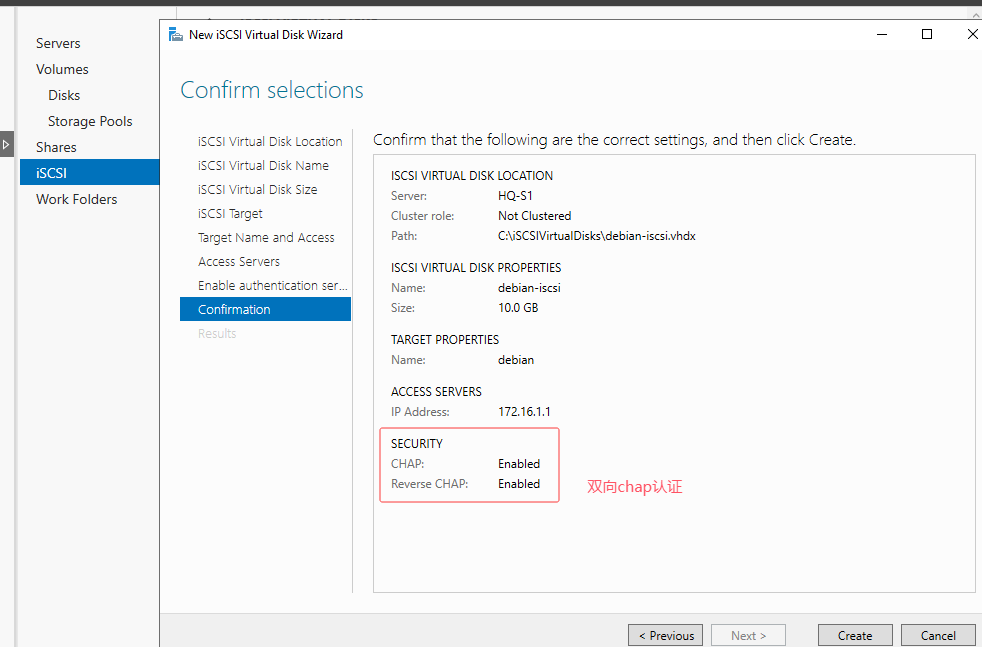 New iSCSI Virtual Disk Wizard
Servers
Volumes
Disks
Storage Pools
Shares
iSCSI
Work Folders
Confirm selections
iSCSI Virtual Disk Location
iSCSI Virtual Disk Name
iSCSI Virtual Disk Size
iSCSI Target
Target Name and Access
Access Servers
Enable authentication ser...
Confirmation
Results
Confirm that the following are the correct settings, and then click Create.
ISCSI VIRTUAL DISK LOCATION
Server: HQ-S1
Cluster role: Not Clustered
Path: C:\iSCSIVirtualDisks\debian-iscsi.vhdx
ISCSI VIRTUAL DISK PROPERTIES
Name: debian-iscsi
Size: 10.0 GB
TARGET PROPERTIES
Name: debian
ACCESS SERVERS
IP Address: 172.16.1.1
SECURITY
CHAP: Enabled
Reverse CHAP: Enabled
双向chap认证
< Previous
Next >
Create
Cancel